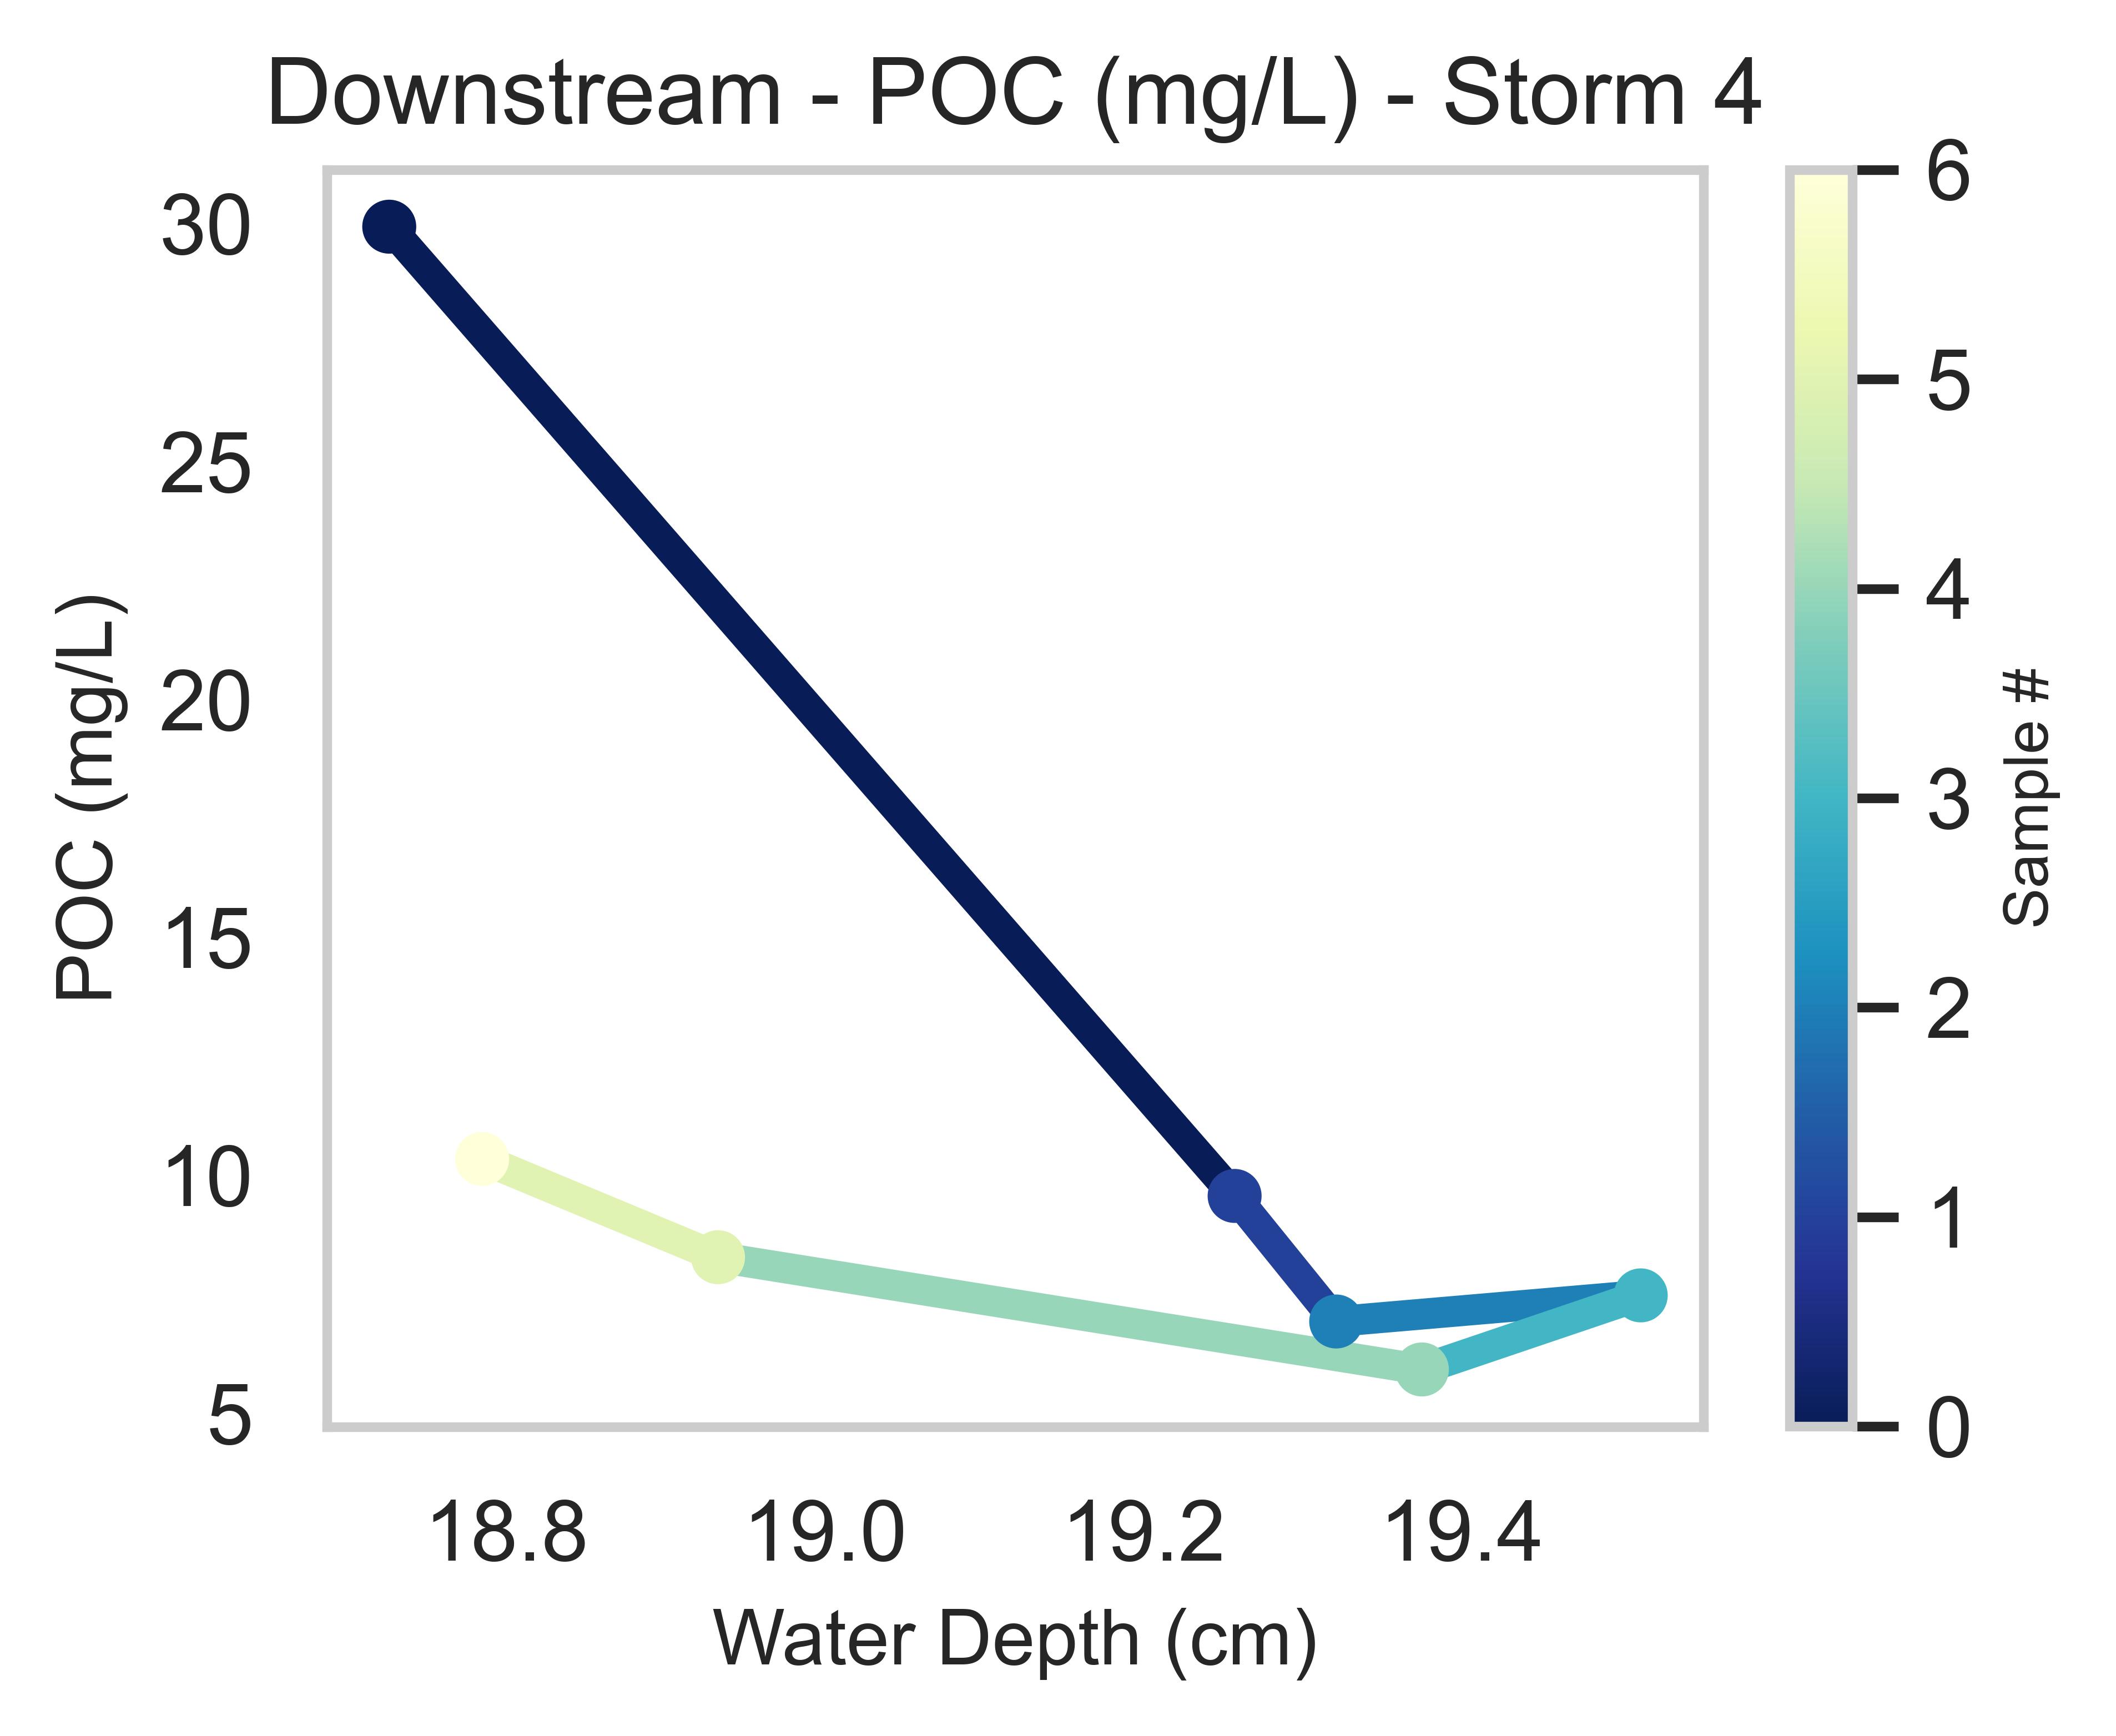 Downstream - POC (mg/L) - Storm 4
POC (mg/L)
30
25
20
15
10
5
18.8 19.0 19.2 19.4
Water Depth (cm)
6
5
4
3
2
1
0
Sample #